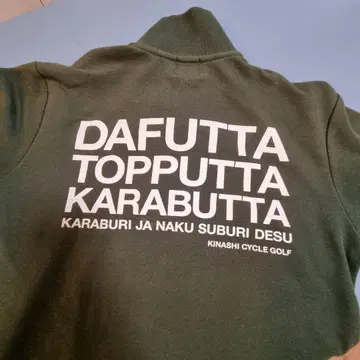 DAFUTTA
TOPPUTTA
KARABUTTA
KARABURI JA NAKU SUBURI DESU
KINASHI CYCLE GOLF